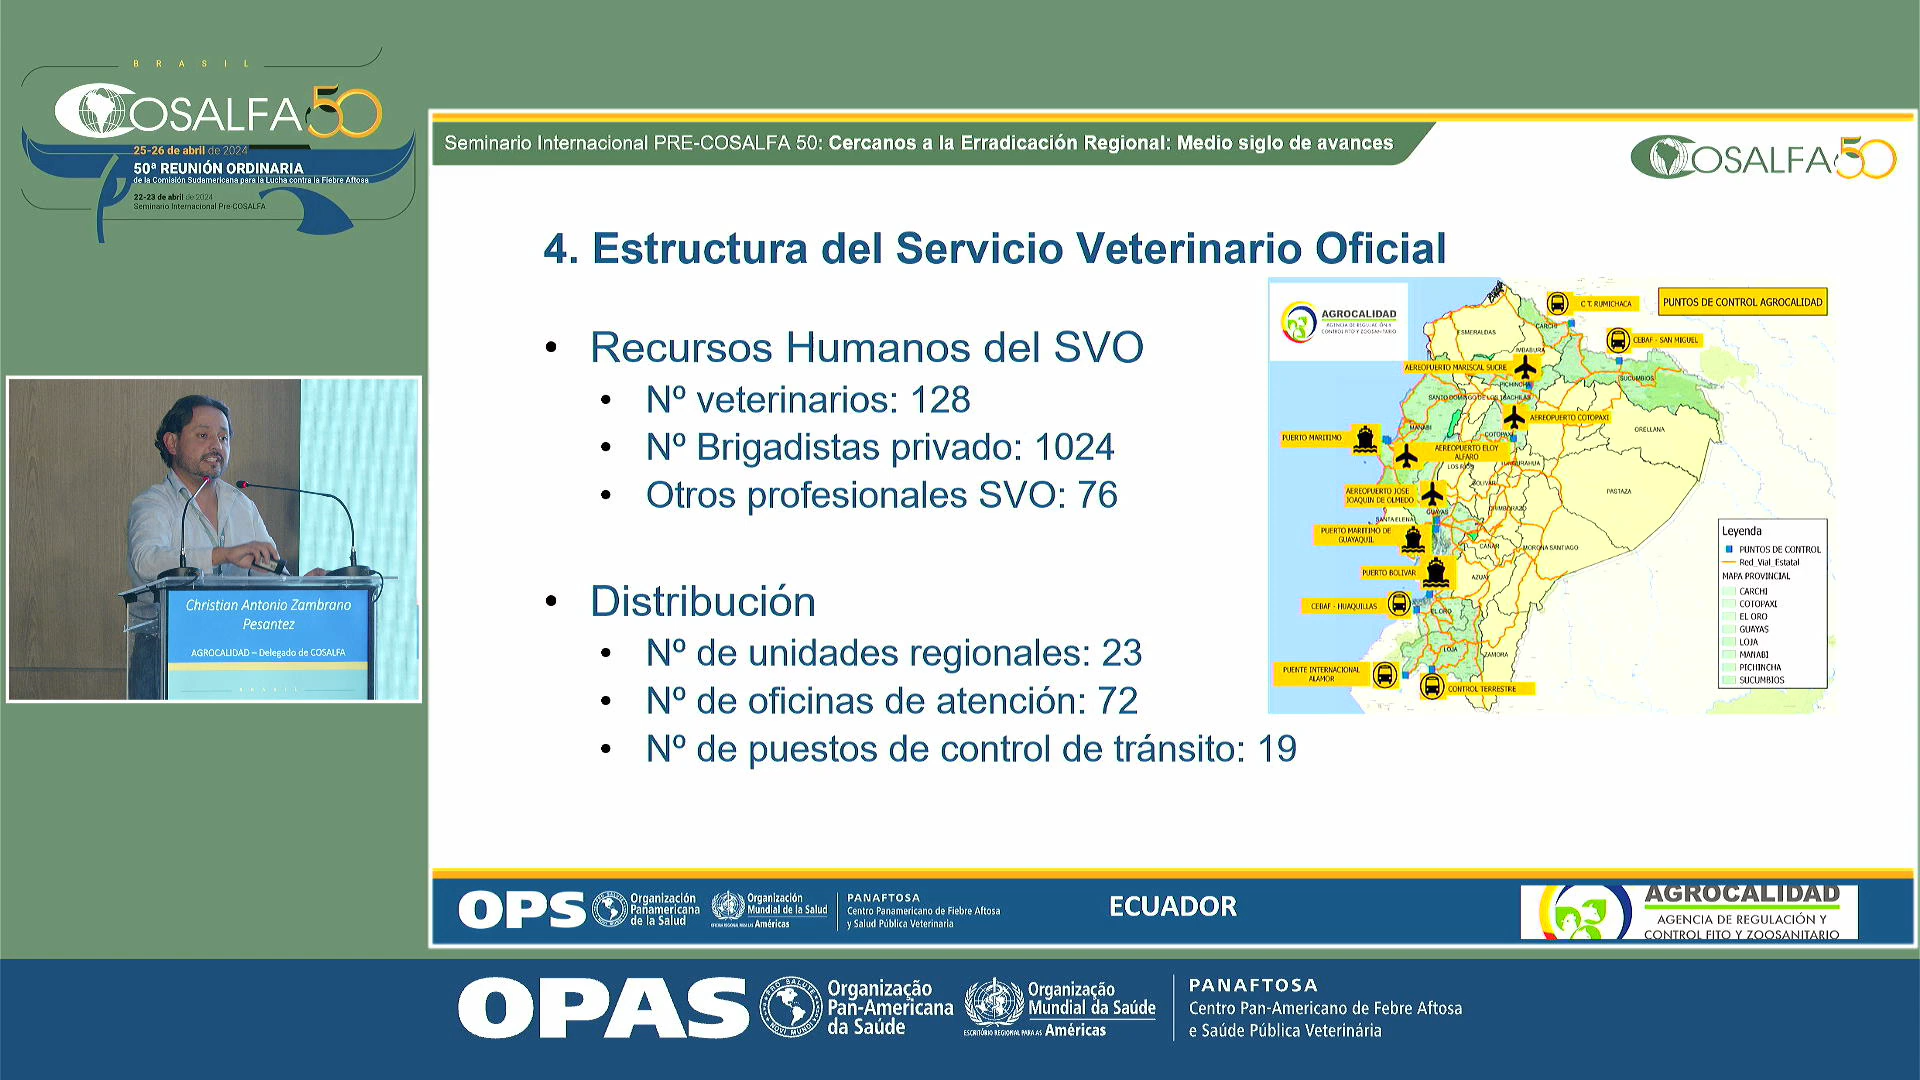 BRASIL
COSALFA 50
25-26 de abril de 2024
50ª REUNIÓN ORDINARIA
de la Comisión Sudamericana para la Lucha contra la Fiebre Aftosa
22-23 de abril de 2024
Seminario Internacional Pre-COSALFA
Seminario Internacional PRE-COSALFA 50: Cercanos a la Erradicación Regional: Medio siglo de avances
COSALFA 50
4. Estructura del Servicio Veterinario Oficial
• Recursos Humanos del SVO
• Nº veterinarios: 128
• Nº Brigadistas privado: 1024
• Otros profesionales SVO: 76
• Distribución
• Nº de unidades regionales: 23
• Nº de oficinas de atención: 72
• Nº de puestos de control de tránsito: 19
AGROCALIDAD
AGENCIA DE REGULACIÓN Y
CONTROL FITO Y ZOOSANITARIO
PUNTOS DE CONTROL AGROCALIDAD
C.T. RUMICHACA
CEBAF - SAN MIGUEL
ESMERALDAS
CARCHI
IMBABURA
AEREOPUERTO MARISCAL SUCRE
PICHINCHA
SUCUMBIOS
SANTO DOMINGO DE LOS TSACHILAS
AEREOPUERTO COTOPAXI
MANABI
COTOPAXI
ORELLANA
PUERTO MARITIMO
AEREOPUERTO ELOY
ALFARO
LOS RIOS
TUNGURAHUA
BOLIVAR
PASTAZA
AEREOPUERTO JOSE
JOAQUIN DE OLMEDO
GUAYAS
CHIMBORAZO
SANTA ELENA
PUERTO MARITIMO DE
GUAYAQUIL
CAÑAR
MORONA SANTIAGO
PUERTO BOLIVAR
AZUAY
CEBAF - HUAQUILLAS
EL ORO
LOJA
ZAMORA
PUENTE INTERNACIONAL
ALAMOR
CONTROL TERRESTRE
Leyenda
PUNTOS DE CONTROL
Red_Vial_Estatal
MAPA PROVINCIAL
CARCHI
COTOPAXI
EL ORO
GUAYAS
LOJA
MANABI
PICHINCHA
SUCUMBIOS
Christian Antonio Zambrano
Pesantez
AGROCALIDAD – Delegado de COSALFA
BRASIL
OPS
Organización
Panamericana
de la Salud
Organización
Mundial de la Salud
Américas
PANAFTOSA
Centro Panamericano de Fiebre Aftosa
y Salud Pública Veterinaria
ECUADOR
AGROCALIDAD
AGENCIA DE REGULACIÓN Y
CONTROL FITO Y ZOOSANITARIO
OPAS
Organização
Pan-Americana
da Saúde
Organização
Mundial da Saúde
ESCRITÓRIO REGIONAL PARA AS Américas
PANAFTOSA
Centro Pan-Americano de Febre Aftosa
e Saúde Pública Veterinária